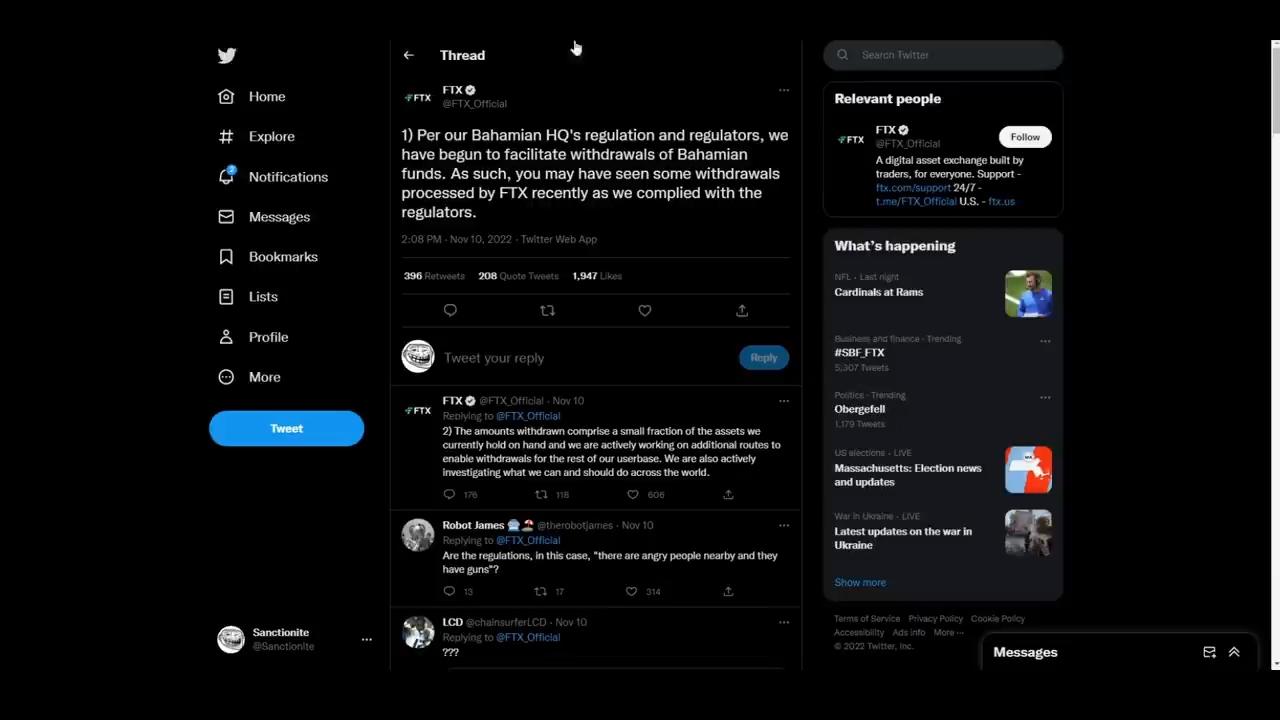 Thread
Search Twitter
Home
Explore
2
Notifications
Messages
Bookmarks
Lists
Profile
More
Tweet
Sanctionite
@Sanctionite
FTX
FTX
@FTX_Official
1) Per our Bahamian HQ's regulation and regulators, we
have begun to facilitate withdrawals of Bahamian
funds. As such, you may have seen some withdrawals
processed by FTX recently as we complied with the
regulators.
2:08 PM · Nov 10, 2022 · Twitter Web App
396 Retweets 208 Quote Tweets 1,947 Likes
Tweet your reply
Reply
FTX
FTX @FTX_Official · Nov 10
Replying to @FTX_Official
2) The amounts withdrawn comprise a small fraction of the assets we
currently hold on hand and we are actively working on additional routes to
enable withdrawals for the rest of our userbase. We are also actively
investigating what we can and should do across the world.
176 118 606
Robot James @therobotjames · Nov 10
Replying to @FTX_Official
Are the regulations, in this case, "there are angry people nearby and they
have guns"?
13 17 314
LCD @chainsurferLCD · Nov 10
Replying to @FTX_Official
???
Relevant people
FTX
FTX
@FTX_Official
Follow
A digital asset exchange built by
traders, for everyone. Support -
ftx.com/support 24/7 -
t.me/FTX_Official U.S. - ftx.us
What's happening
NFL · Last night
Cardinals at Rams
Business and finance · Trending
#SBF_FTX
5,307 Tweets
Politics · Trending
Obergefell
1,179 Tweets
US elections · LIVE
Massachusetts: Election news
and updates
War in Ukraine · LIVE
Latest updates on the war in
Ukraine
Show more
Terms of Service Privacy Policy Cookie Policy
Accessibility Ads info More ···
© 2022 Twitter, Inc.
Messages